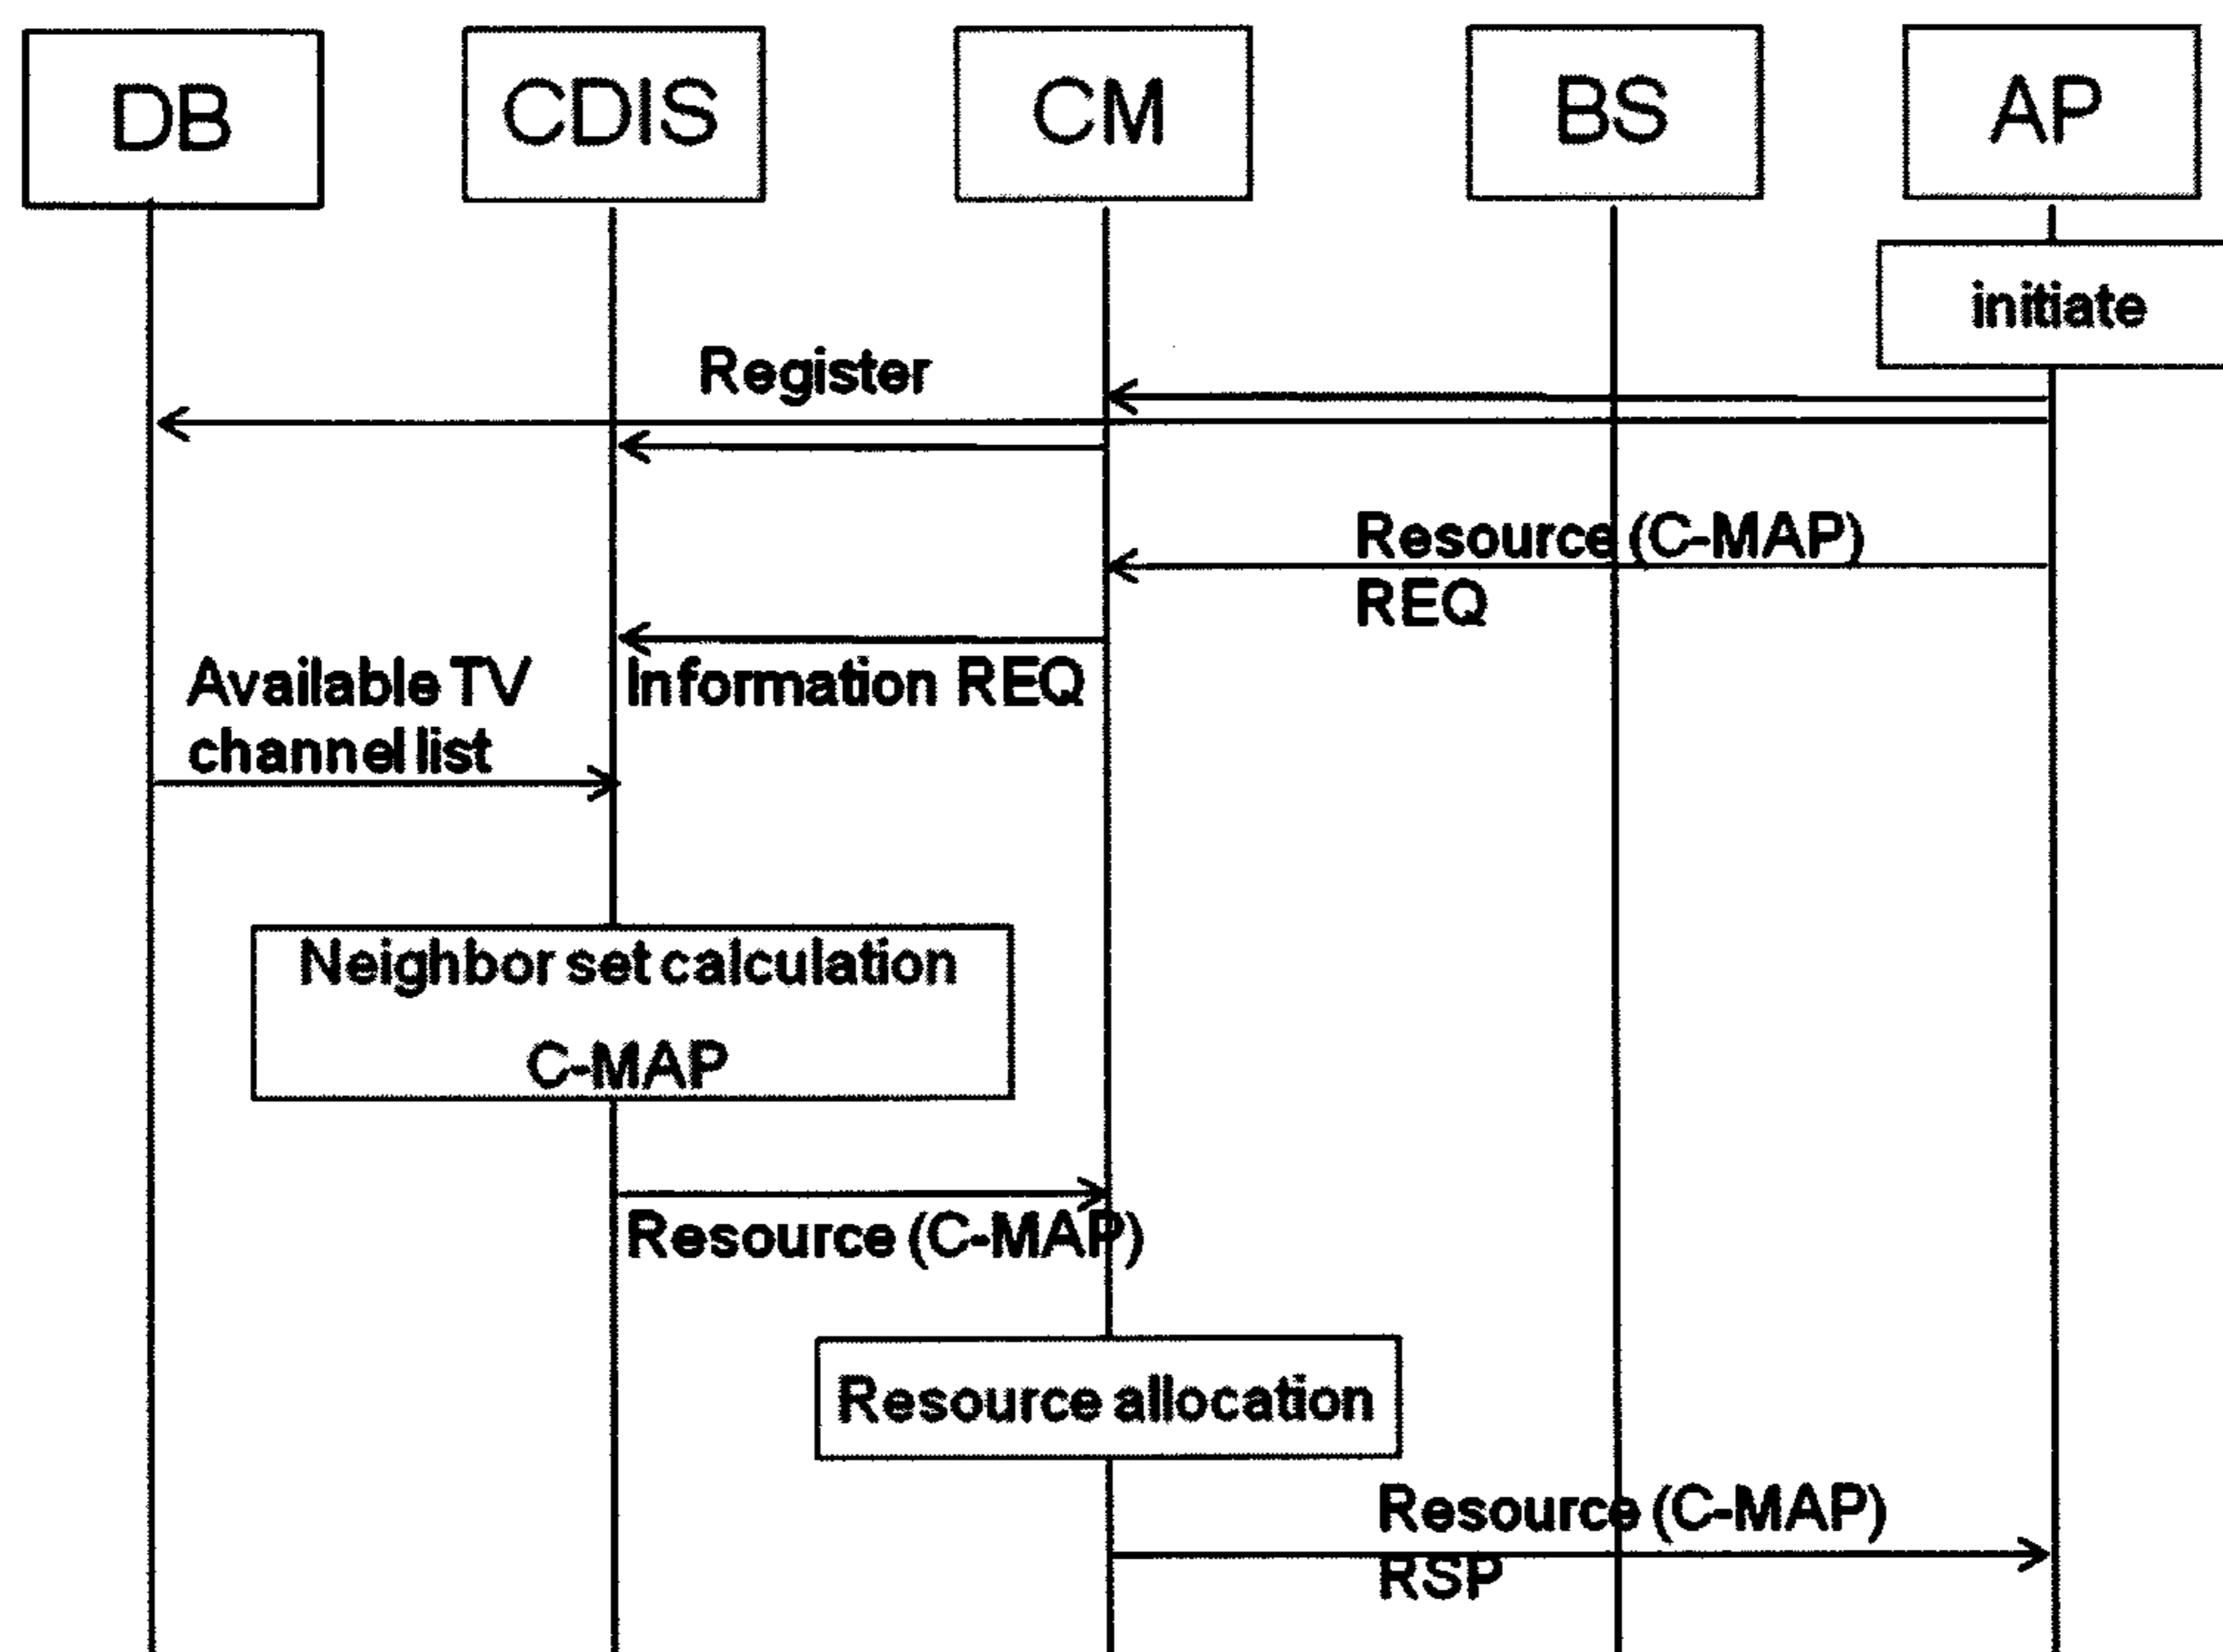 DB
CDIS
CM
BS
AP
initiate
Register
Resource (C-MAP)
REQ
Information REQ
Available TV
channel list
Neighbor set calculation
C-MAP
Resource (C-MAP)
Resource allocation
Resource (C-MAP)
RSP